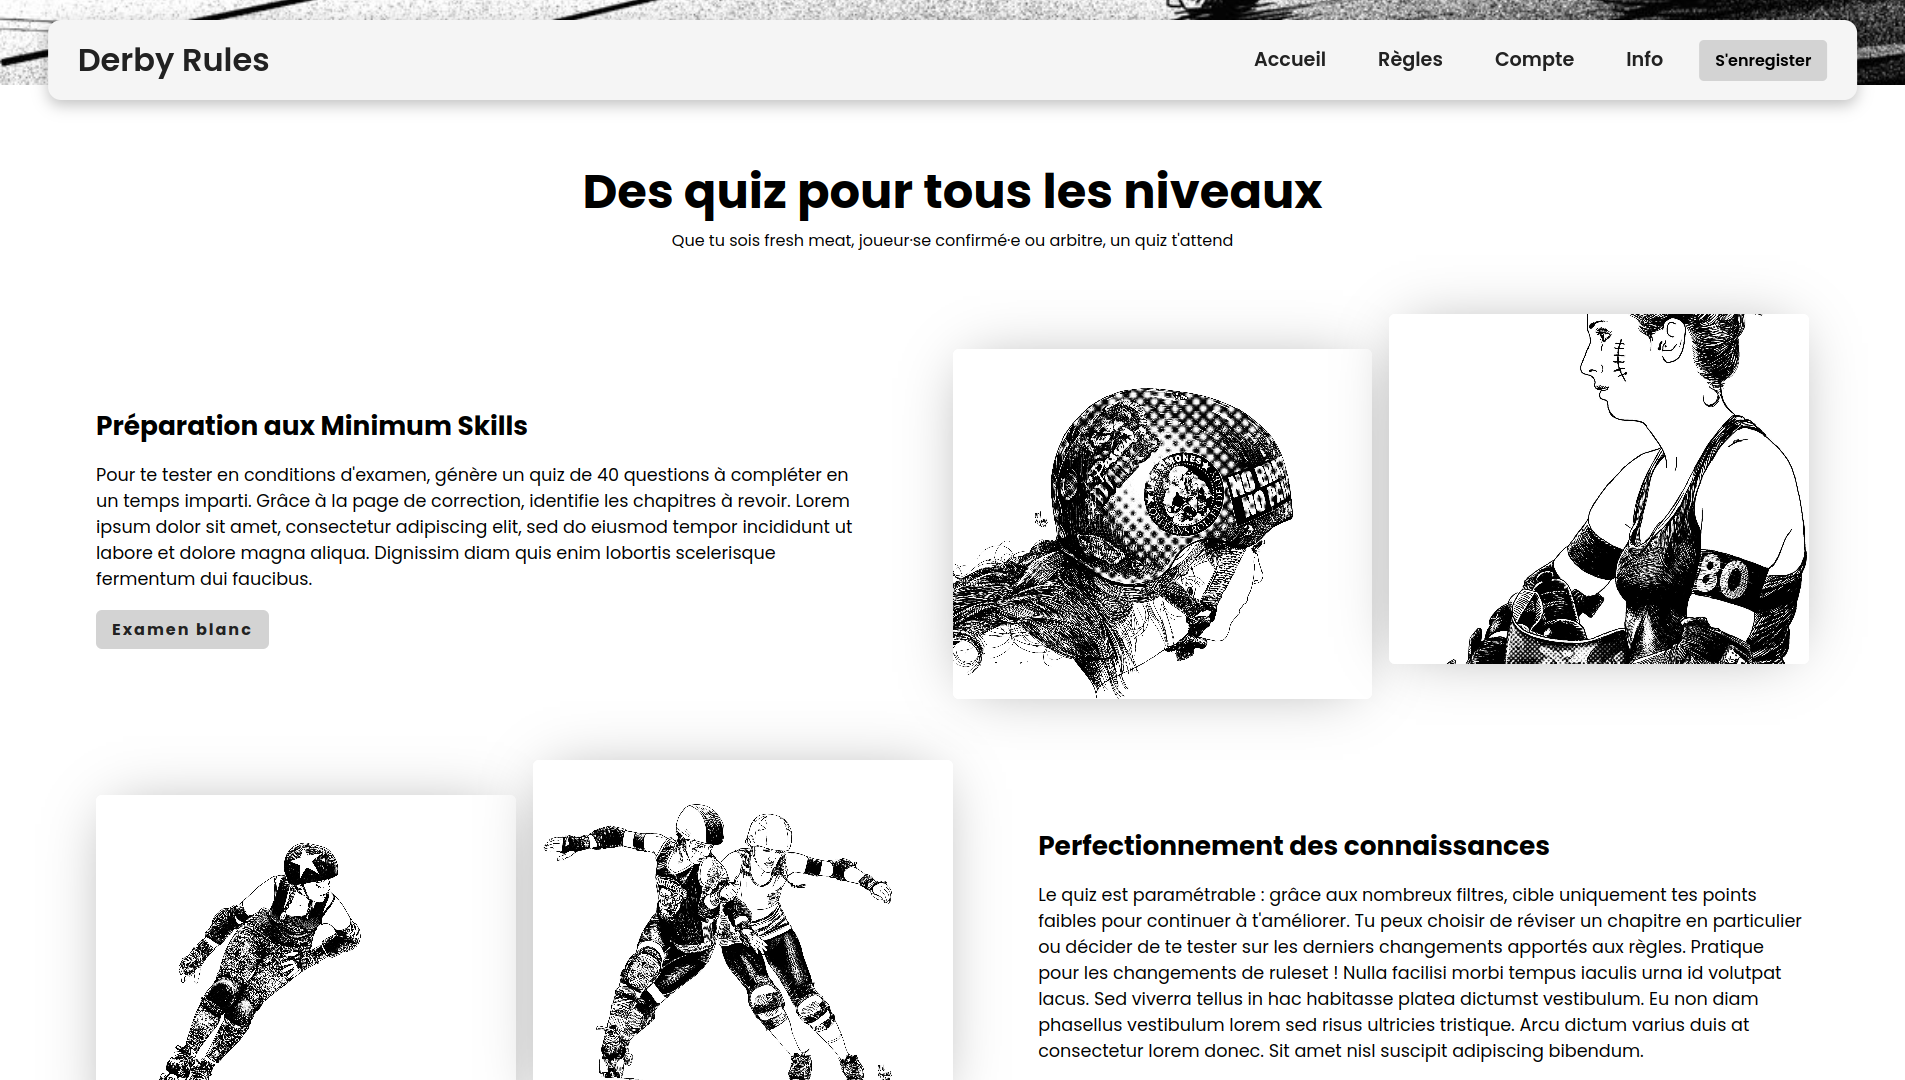 Derby Rules
Accueil
Règles
Compte
Info
S'enregister
Des quiz pour tous les niveaux
Que tu sois fresh meat, joueur·se confirmé·e ou arbitre, un quiz t'attend
Préparation aux Minimum Skills
Pour te tester en conditions d'examen, génère un quiz de 40 questions à compléter en
un temps imparti. Grâce à la page de correction, identifie les chapitres à revoir. Lorem
ipsum dolor sit amet, consectetur adipiscing elit, sed do eiusmod tempor incididunt ut
labore et dolore magna aliqua. Dignissim diam quis enim lobortis scelerisque
fermentum dui faucibus.
Examen blanc
80
Perfectionnement des connaissances
Le quiz est paramétrable : grâce aux nombreux filtres, cible uniquement tes points
faibles pour continuer à t'améliorer. Tu peux choisir de réviser un chapitre en particulier
ou décider de te tester sur les derniers changements apportés aux règles. Pratique
pour les changements de ruleset ! Nulla facilisi morbi tempus iaculis urna id volutpat
lacus. Sed viverra tellus in hac habitasse platea dictumst vestibulum. Eu non diam
phasellus vestibulum lorem sed risus ultricies tristique. Arcu dictum varius duis at
consectetur lorem donec. Sit amet nisl suscipit adipiscing bibendum.